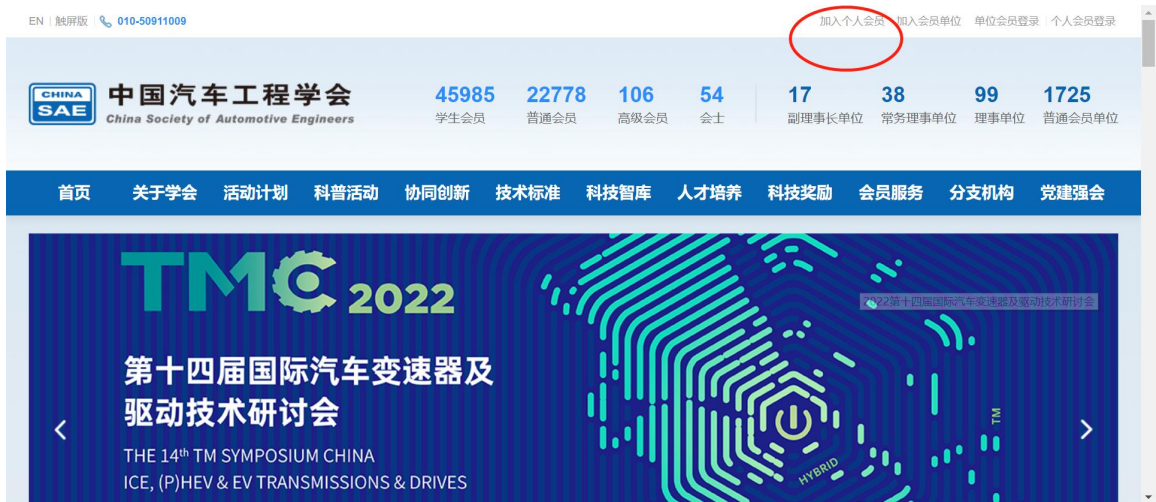 EN 触屏版 010-50911009 加入个人会员 加入会员单位 单位会员登录 个人会员登录
CHINA
SAE
中国汽车工程学会
China Society of Automotive Engineers
45985 22778 106 54 17 38 99 1725
学生会员 普通会员 高级会员 会士 副理事长单位 常务理事单位 理事单位 普通会员单位
首页 关于学会 活动计划 科普活动 协同创新 技术标准 科技智库 人才培养 科技奖励 会员服务 分支机构 党建强会
TMC 2022
2022第十四届国际汽车变速器及驱动技术研讨会
第十四届国际汽车变速器及
驱动技术研讨会
THE 14th TM SYMPOSIUM CHINA
ICE, (P)HEV & EV TRANSMISSIONS & DRIVES
HYBRID
TM